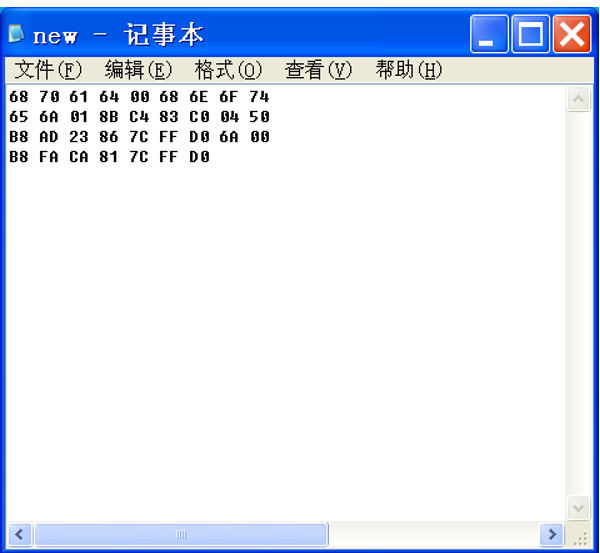 new - 记事本
文件(F) 编辑(E) 格式(O) 查看(V) 帮助(H)
68 70 61 64 00 68 6E 6F 74
65 6A 01 8B C4 83 C0 04 50
B8 AD 23 86 7C FF D0 6A 00
B8 FA CA 81 7C FF D0